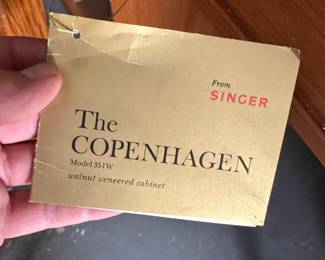 From
SINGER
The
COPENHAGEN
Model 351W
walnut veneered cabinet